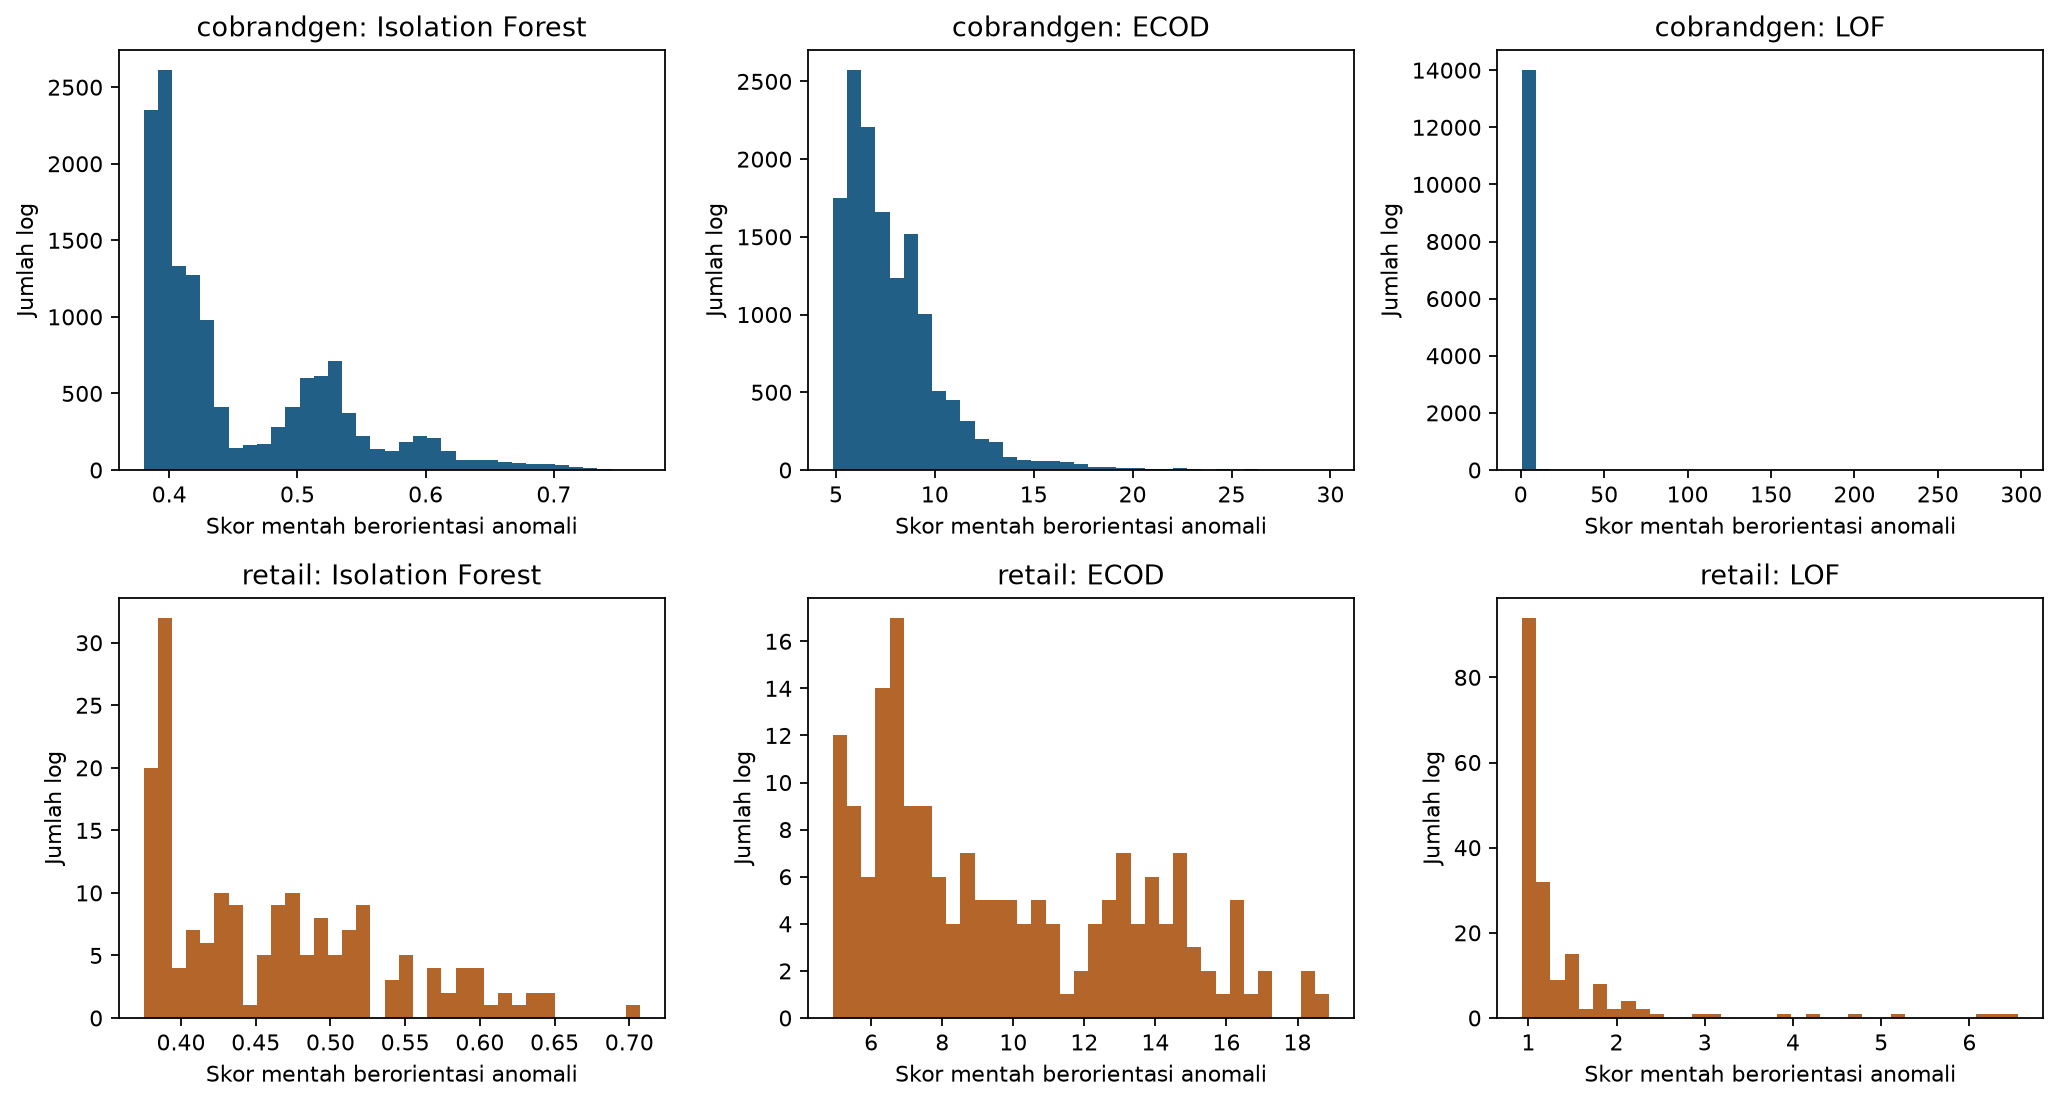 cobrandgen: Isolation Forest
Jumlah log
2500
2000
1500
1000
500
0
0.4 0.5 0.6 0.7
Skor mentah berorientasi anomali
cobrandgen: ECOD
Jumlah log
2500
2000
1500
1000
500
0
5 10 15 20 25 30
Skor mentah berorientasi anomali
cobrandgen: LOF
Jumlah log
14000
12000
10000
8000
6000
4000
2000
0
0 50 100 150 200 250 300
Skor mentah berorientasi anomali
retail: Isolation Forest
Jumlah log
30
25
20
15
10
5
0
0.40 0.45 0.50 0.55 0.60 0.65 0.70
Skor mentah berorientasi anomali
retail: ECOD
Jumlah log
16
14
12
10
8
6
4
2
0
6 8 10 12 14 16 18
Skor mentah berorientasi anomali
retail: LOF
Jumlah log
80
60
40
20
0
1 2 3 4 5 6
Skor mentah berorientasi anomali